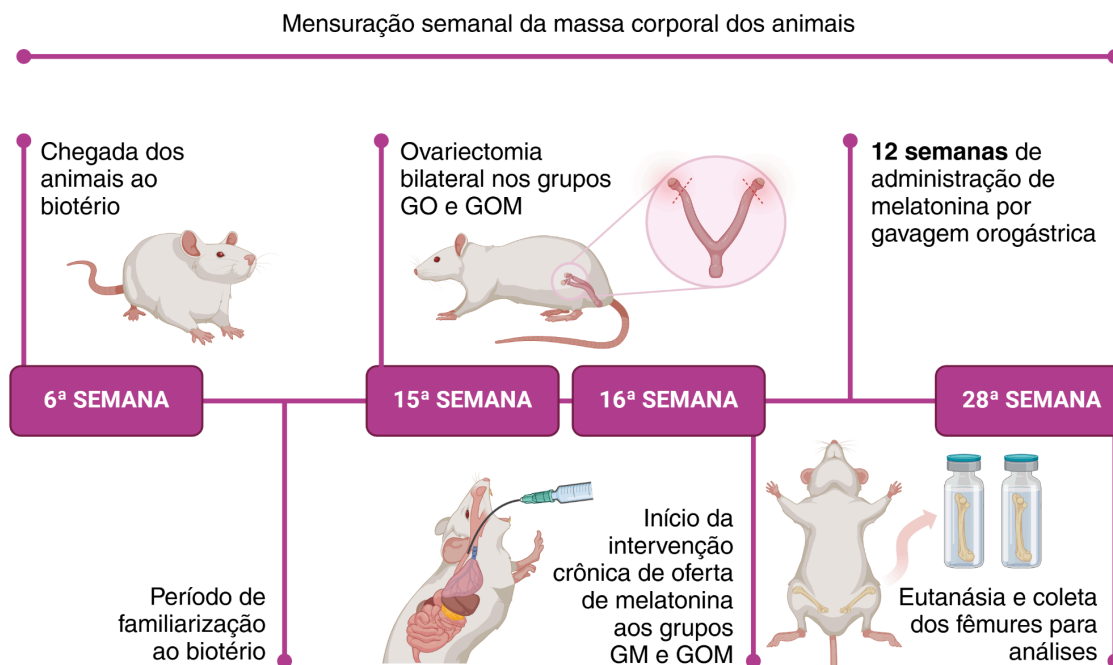 Mensuração semanal da massa corporal dos animais
Chegada dos
animais ao
biotério
Ovariectomia
bilateral nos grupos
GO e GOM
12 semanas de
administração de
melatonina por
gavagem orogástrica
6ª SEMANA
15ª SEMANA
16ª SEMANA
28ª SEMANA
Período de
familiarização
ao biotério
Início da
intervenção
crônica de oferta
de melatonina
aos grupos
GM e GOM
Eutanásia e coleta
dos fêmures para
análises